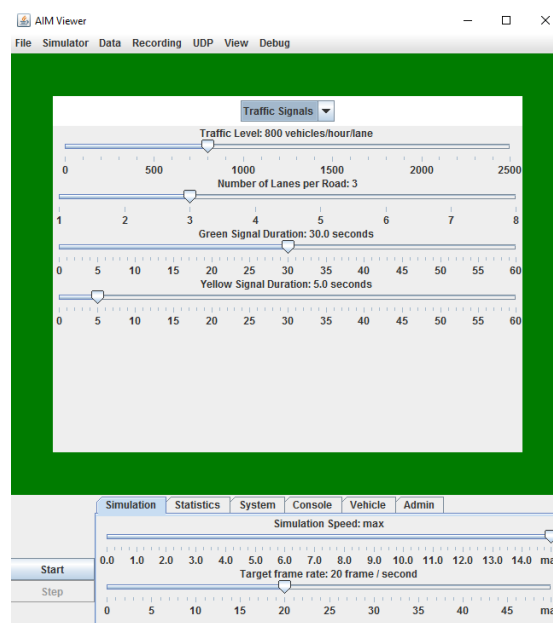 AIM Viewer
File Simulator Data Recording UDP View Debug
Traffic Signals
Traffic Level: 800 vehicles/hour/lane
0 500 1000 1500 2000 2500
Number of Lanes per Road: 3
1 2 3 4 5 6 7 8
Green Signal Duration: 30.0 seconds
0 5 10 15 20 25 30 35 40 45 50 55 60
Yellow Signal Duration: 5.0 seconds
0 5 10 15 20 25 30 35 40 45 50 55 60
Simulation Statistics System Console Vehicle Admin
Simulation Speed: max
0.0 1.0 2.0 3.0 4.0 5.0 6.0 7.0 8.0 9.0 10.0 11.0 12.0 13.0 14.0 ma
Start
Target frame rate: 20 frame / second
Step
0 5 10 15 20 25 30 35 40 45 ma